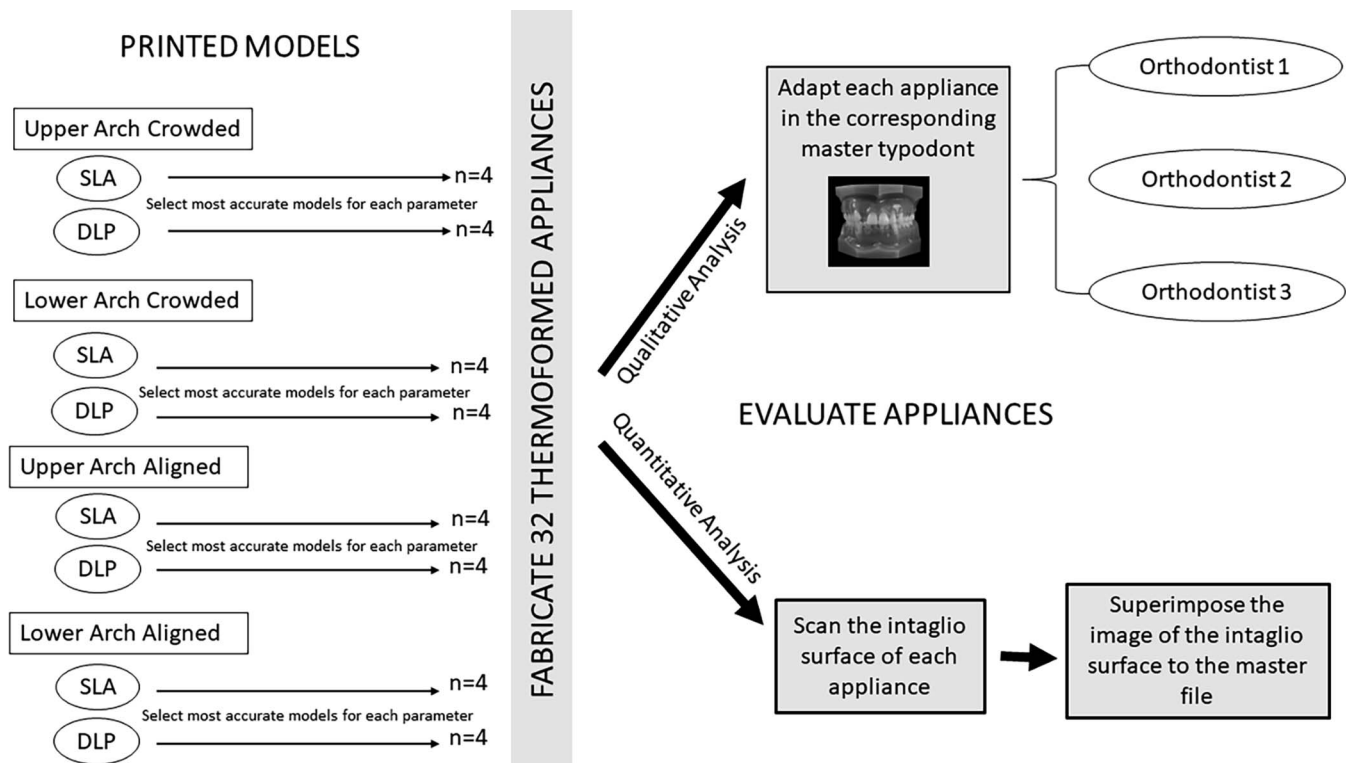 PRINTED MODELS
Upper Arch Crowded
SLA
n=4
Select most accurate models for each parameter
DLP
n=4
Lower Arch Crowded
SLA
n=4
Select most accurate models for each parameter
DLP
n=4
Upper Arch Aligned
SLA
n=4
Select most accurate models for each parameter
DLP
n=4
Lower Arch Aligned
SLA
n=4
Select most accurate models for each parameter
DLP
n=4
FABRICATE 32 THERMOFORMED APPLIANCES
Qualitative Analysis
Adapt each appliance
in the corresponding
master typodont
Orthodontist 1
Orthodontist 2
Orthodontist 3
EVALUATE APPLIANCES
Quantitative Analysis
Scan the intaglio
surface of each
appliance
Superimpose the
image of the intaglio
surface to the master
file